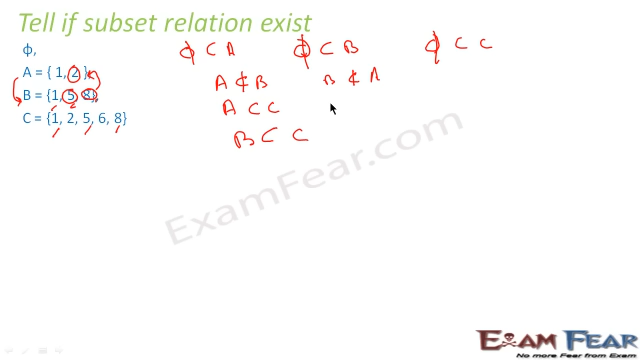 Tell if subset relation exist
ф,
A = { 1, 2 }
B = {1, 5, 8}
C = {1, 2, 5, 6, 8}
ϕ ⊂ A ϕ ⊂ B ϕ ⊂ C
A ⊄ B B ⊄ A
A ⊂ C
B ⊂ C
ExamFear.com
EXAM FEAR
No more Fear from Exam